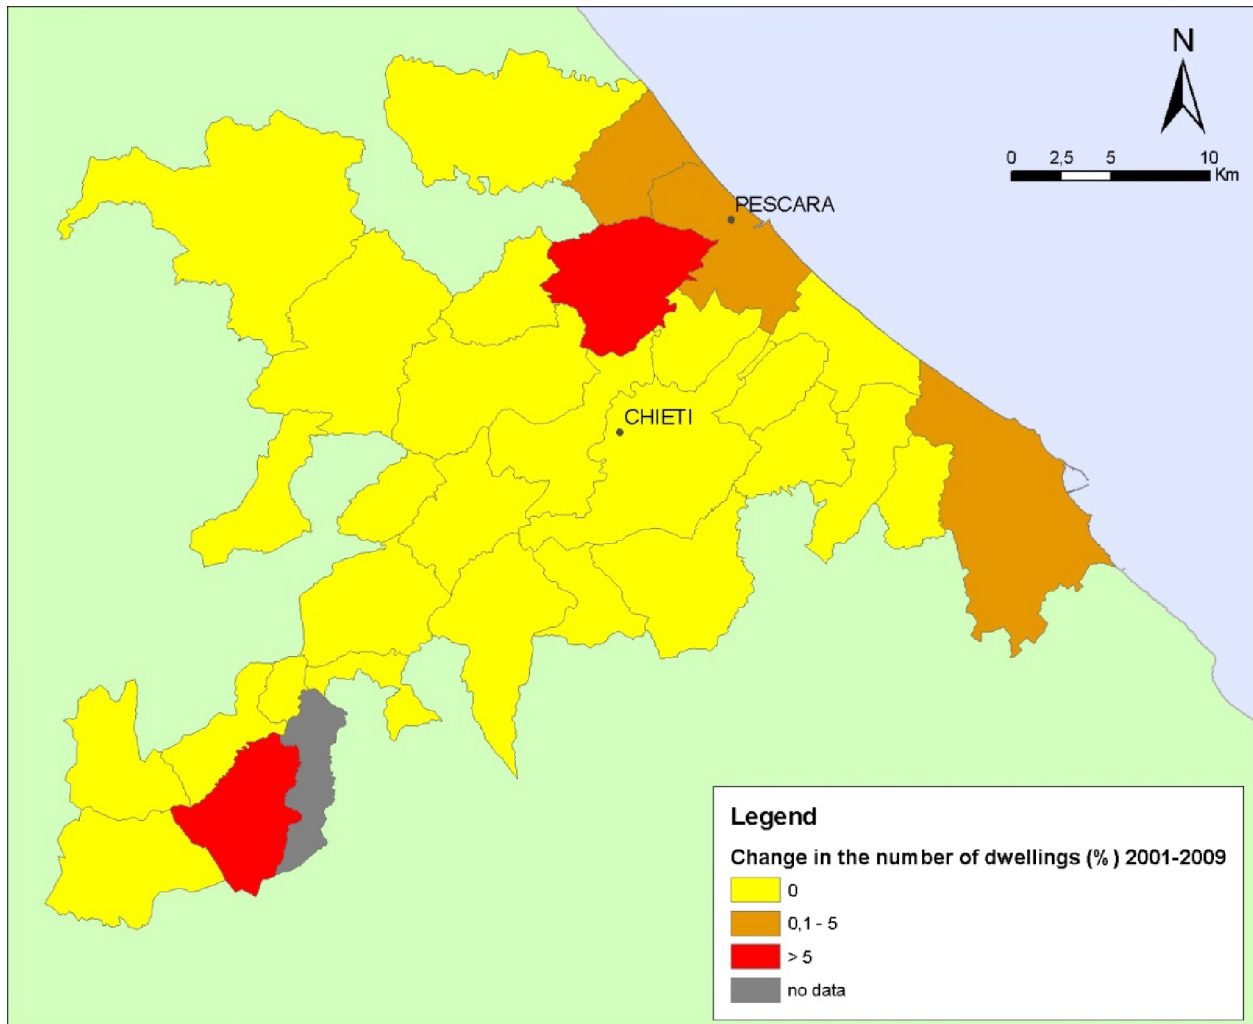 N
0 2,5 5 10
Km
PESCARA
CHIETI
Legend
Change in the number of dwellings (%) 2001-2009
0
0,1 - 5
> 5
no data